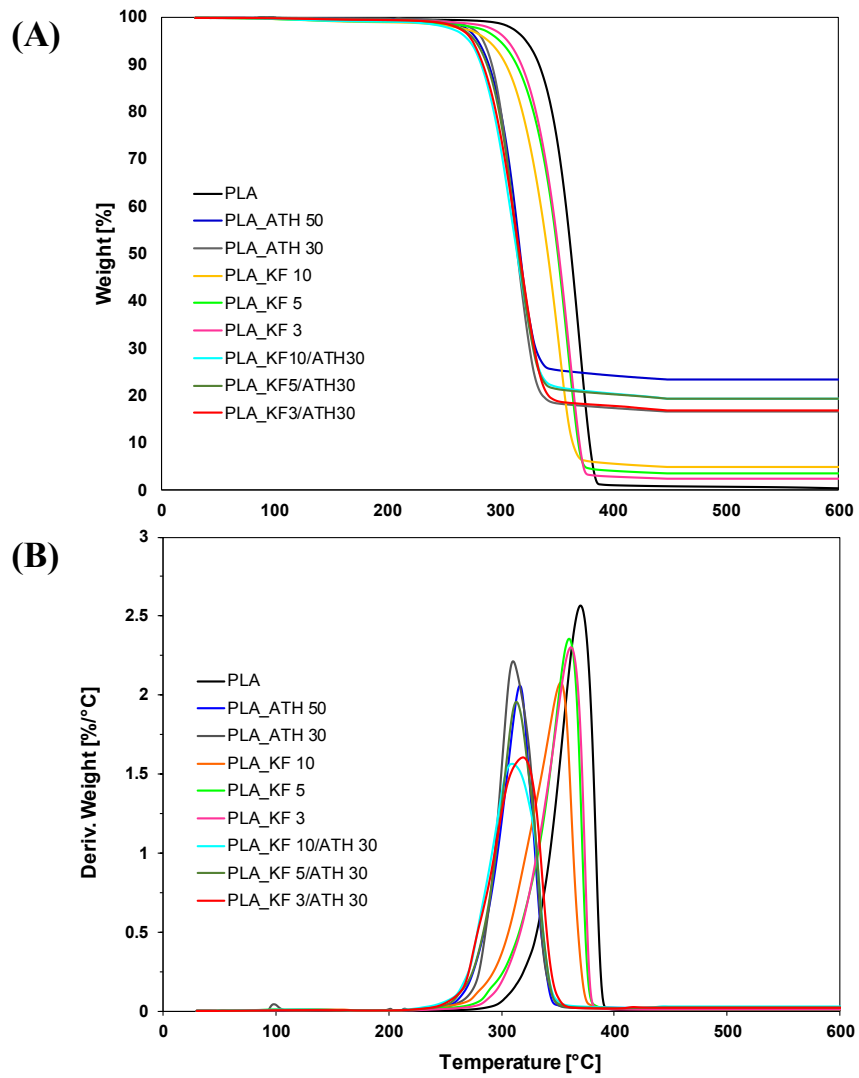 (A)
100
90
80
70
60
50
40
30
20
10
0
Weight [%]
PLA
PLA_ATH 50
PLA_ATH 30
PLA_KF 10
PLA_KF 5
PLA_KF 3
PLA_KF10/ATH30
PLA_KF5/ATH30
PLA_KF3/ATH30
0 100 200 300 400 500 600
(B)
3
2.5
2
1.5
1
0.5
0
Deriv. Weight [%/°C]
PLA
PLA_ATH 50
PLA_ATH 30
PLA_KF 10
PLA_KF 5
PLA_KF 3
PLA_KF 10/ATH 30
PLA_KF 5/ATH 30
PLA_KF 3/ATH 30
0 100 200 300 400 500 600
Temperature [°C]